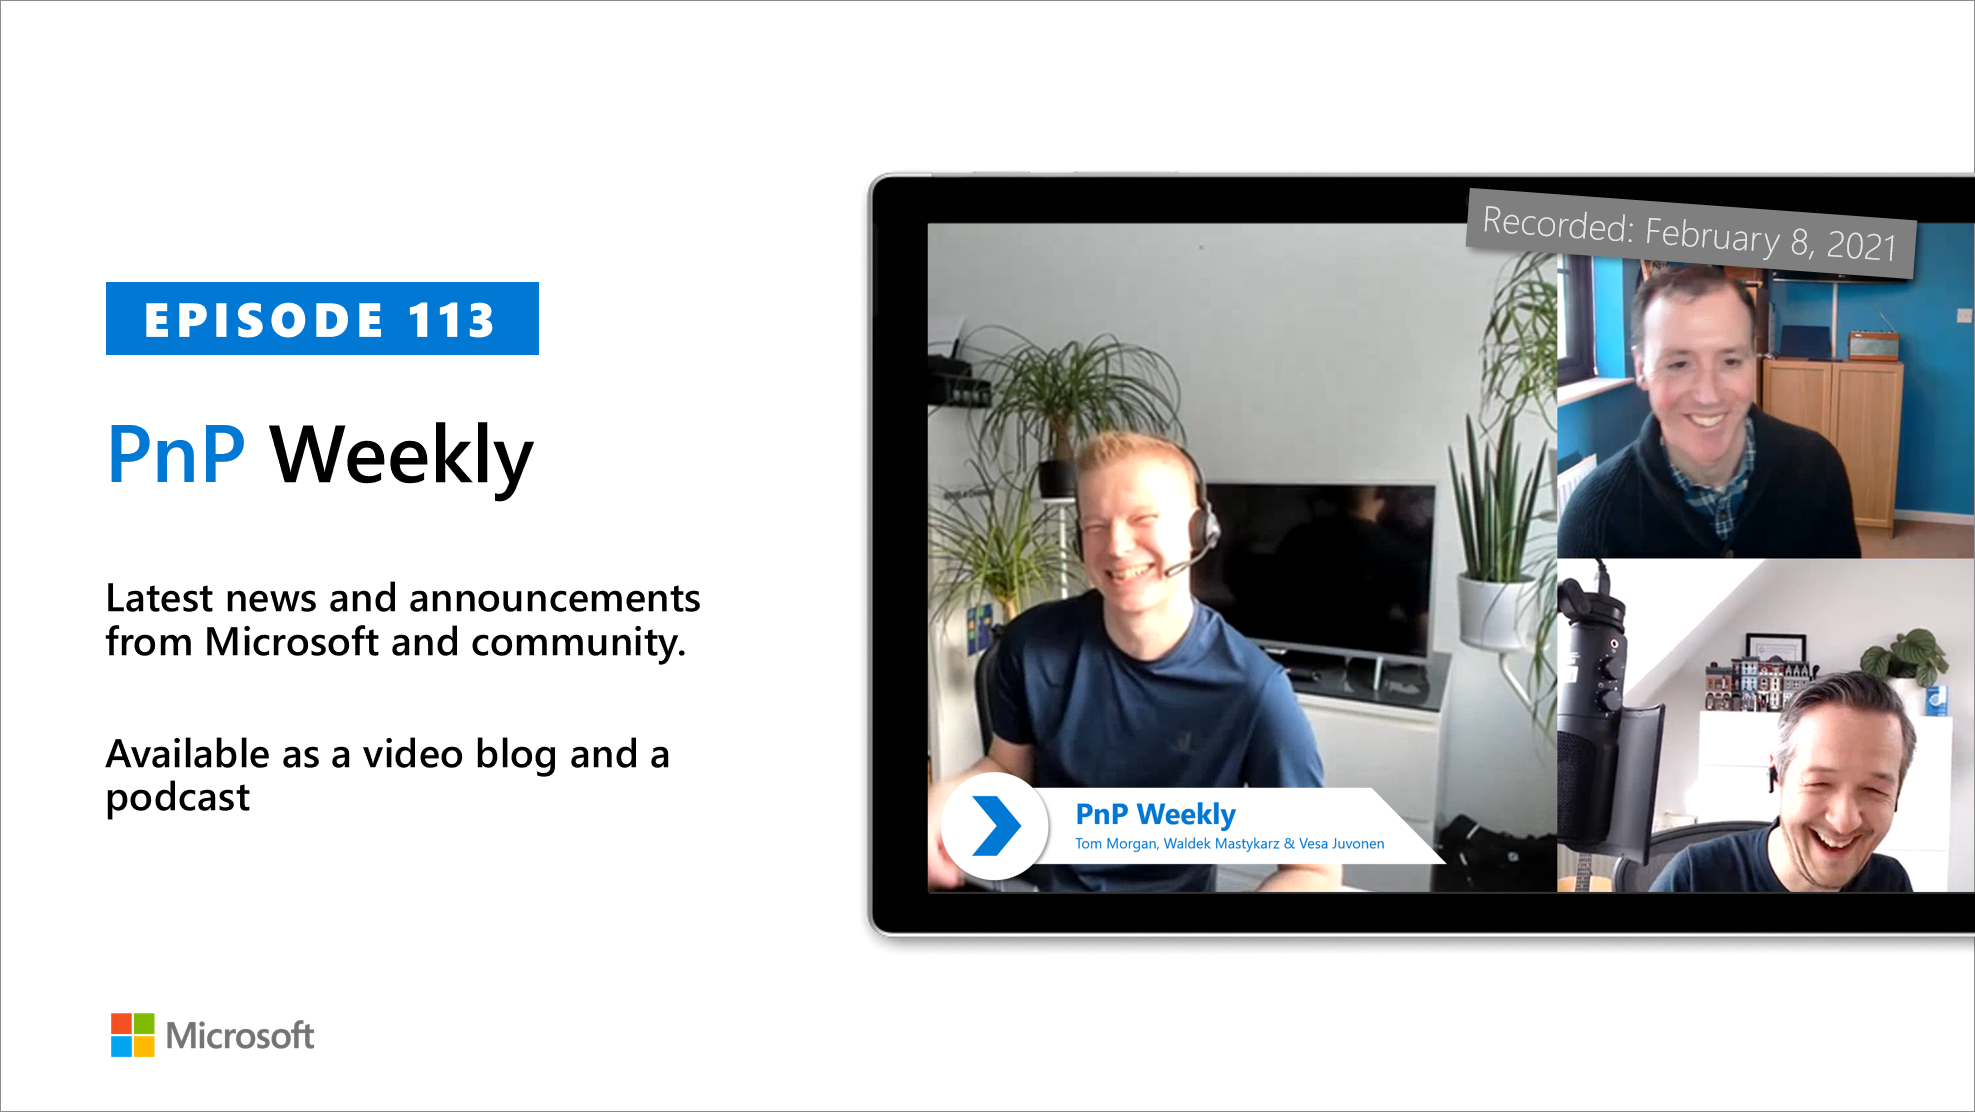 EPISODE 113
PnP Weekly
Latest news and announcements
from Microsoft and community.
Available as a video blog and a
podcast
Microsoft
Recorded: February 8, 2021
PnP Weekly
Tom Morgan, Waldek Mastykarz & Vesa Juvonen